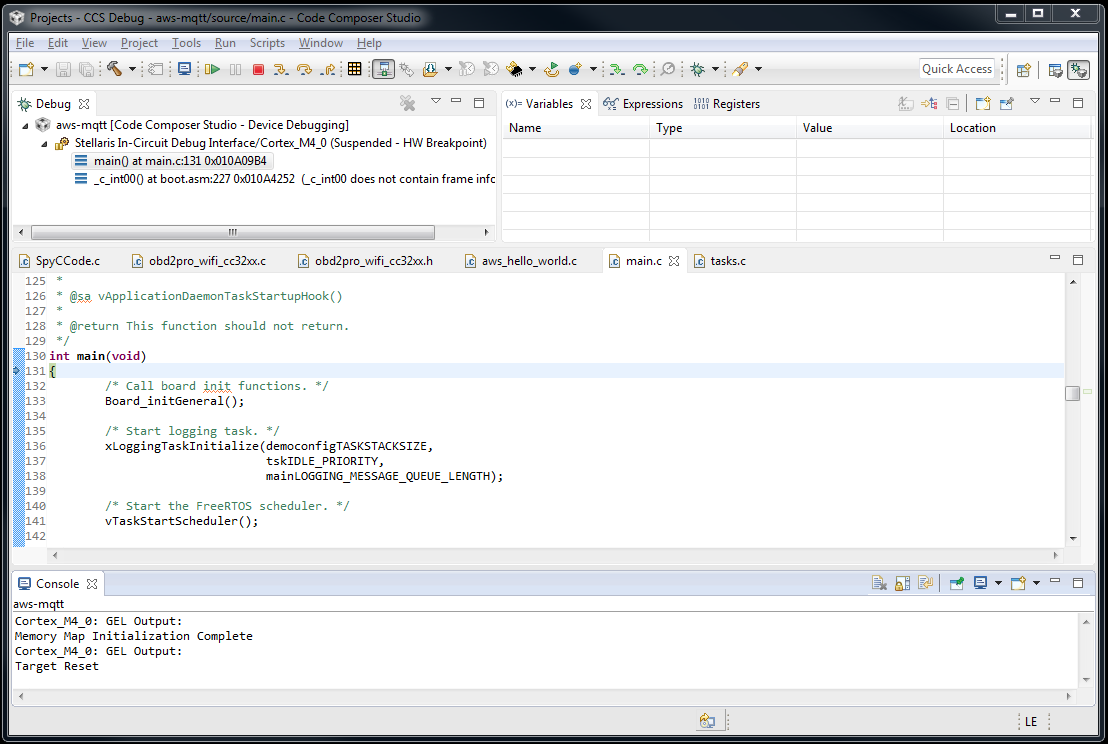 Projects - CCS Debug - aws-mqtt/source/main.c - Code Composer Studio
File Edit View Project Tools Run Scripts Window Help
Quick Access
Debug
aws-mqtt [Code Composer Studio - Device Debugging]
Stellaris In-Circuit Debug Interface/Cortex_M4_0 (Suspended - HW Breakpoint)
main() at main.c:131 0x010A09B4
_c_int00() at boot.asm:227 0x010A4252 (_c_int00 does not contain frame info
(x)= Variables Expressions 1010 0101 Registers
Name Type Value Location
SpyCCode.c obd2pro_wifi_cc32xx.c obd2pro_wifi_cc32xx.h aws_hello_world.c main.c tasks.c
125 *
126 * @sa vApplicationDaemonTaskStartupHook()
127 *
128 * @return This function should not return.
129 */
130 int main(void)
131 {
132 /* Call board init functions. */
133 Board_initGeneral();
134
135 /* Start logging task. */
136 xLoggingTaskInitialize(democonfigTASKSTACKSIZE,
137 tskIDLE_PRIORITY,
138 mainLOGGING_MESSAGE_QUEUE_LENGTH);
139
140 /* Start the FreeRTOS scheduler. */
141 vTaskStartScheduler();
142
Console
aws-mqtt
Cortex_M4_0: GEL Output:
Memory Map Initialization Complete
Cortex_M4_0: GEL Output:
Target Reset
LE